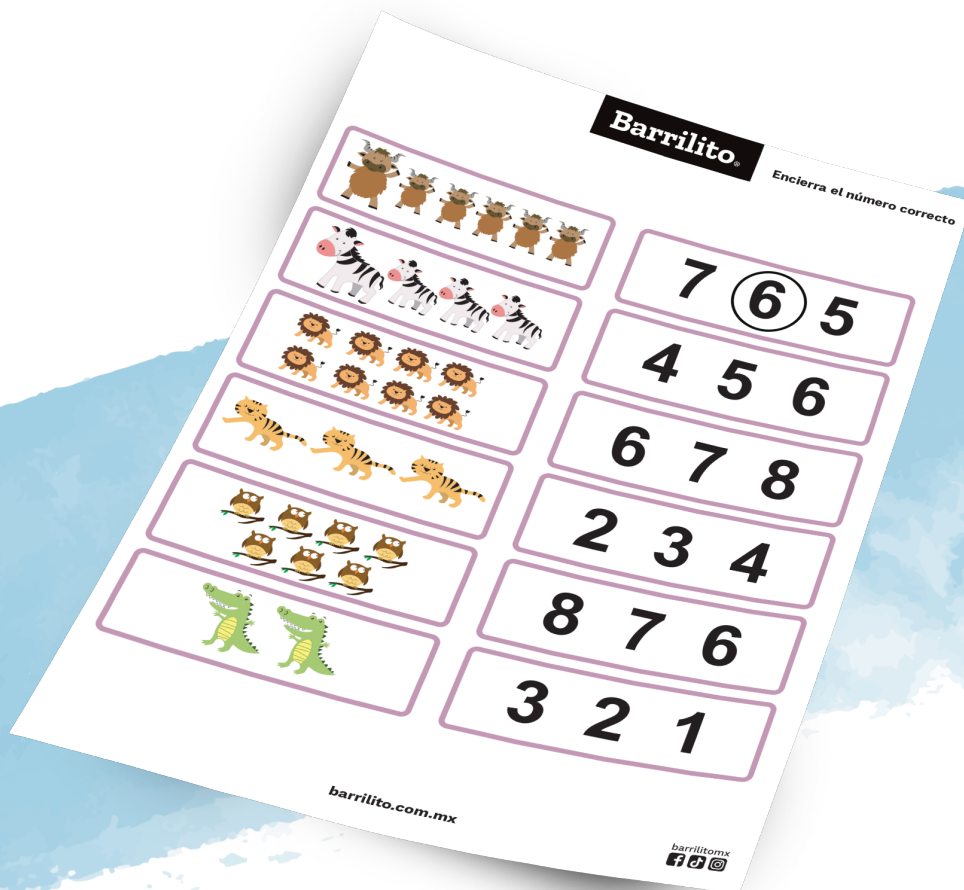 Barrilito®
Encierra el número correcto
7 6 5
4 5 6
6 7 8
2 3 4
8 7 6
3 2 1
barrilito.com.mx
barrilitomx